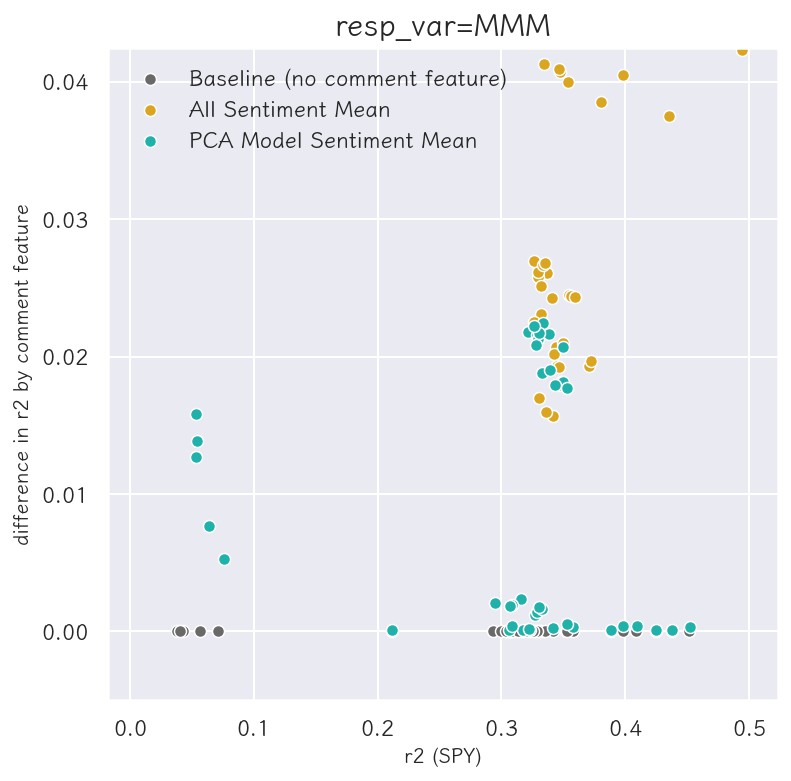 resp_var=MMM
Baseline (no comment feature)
All Sentiment Mean
PCA Model Sentiment Mean
difference in r2 by comment feature
0.04
0.03
0.02
0.01
0.00
0.0 0.1 0.2 0.3 0.4 0.5
r2 (SPY)